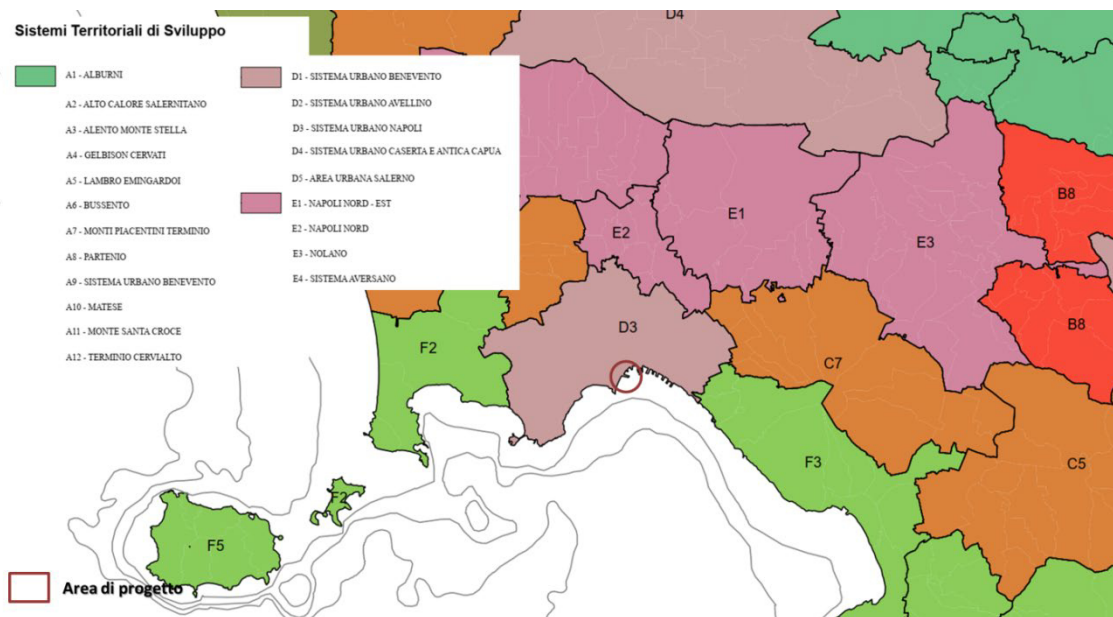 Sistemi Territoriali di Sviluppo
A1 - ALBURNI
A2 - ALTO CALORE SALERNITANO
A3 - ALENTO MONTE STELLA
A4 - GELBISON CERVATI
A5 - LAMBRO EMINGARDOI
A6 - BUSSENTO
A7 - MONTI PIACENTINI TERMINIO
A8 - PARTENIO
A9 - SISTEMA URBANO BENEVENTO
A10 - MATESE
A11 - MONTE SANTA CROCE
A12 - TERMINIO CERVIALTO
D1 - SISTEMA URBANO BENEVENTO
D2 - SISTEMA URBANO AVELLINO
D3 - SISTEMA URBANO NAPOLI
D4 - SISTEMA URBANO CASERTA E ANTICA CAPUA
D5 - AREA URBANA SALERNO
E1 - NAPOLI NORD - EST
E2 - NAPOLI NORD
E3 - NOLANO
E4 - SISTEMA AVERSANO
D4
B8
E1
E2
E3
B8
D3
F2
C7
F3
C5
F2
F5
Area di progetto